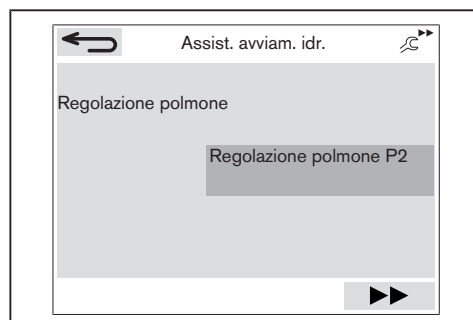 Assist. avviam. idr.
Regolazione polmone
Regolazione polmone P2